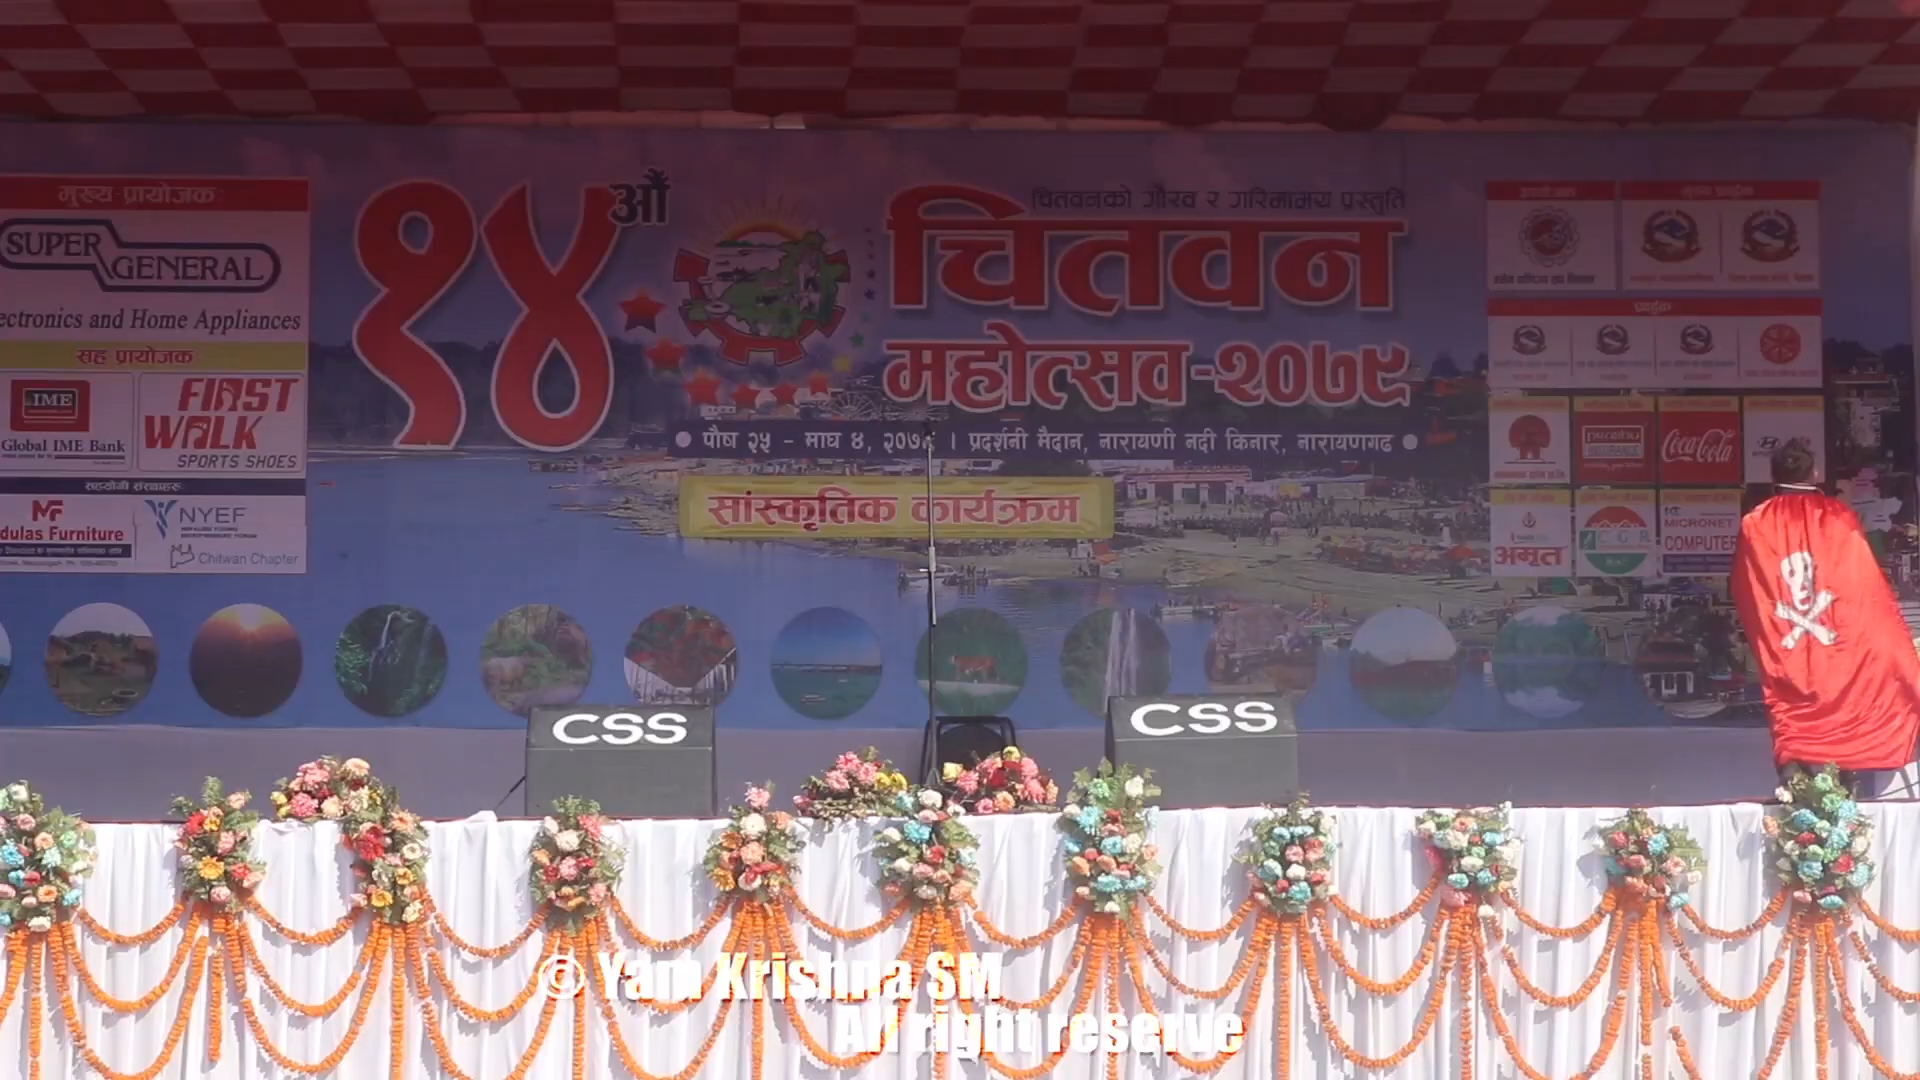 मुख्य-प्रायोजक
SUPER
GENERAL
ectronics and Home Appliances
सह प्रायोजक
IME
Global IME Bank
FIRST
WALK
SPORTS SHOES
सहयोगी संस्थाहरु
MF
dulas Furniture
NYEF
Chitwan Chapter
१४औं
चितवनको गौरव र गरिमामय प्रस्तुति
चितवन
महोत्सव-२०७९
पौष २५ - माघ ४, २०७९ । प्रदर्शनी मैदान, नारायणी नदी किनार, नारायणगढ
सांस्कृतिक कार्यक्रम
Coca-Cola
अमृत
C G R
MICRONET
COMPUTER
CSS
CSS
© Yam Krishna SM
All right reserve